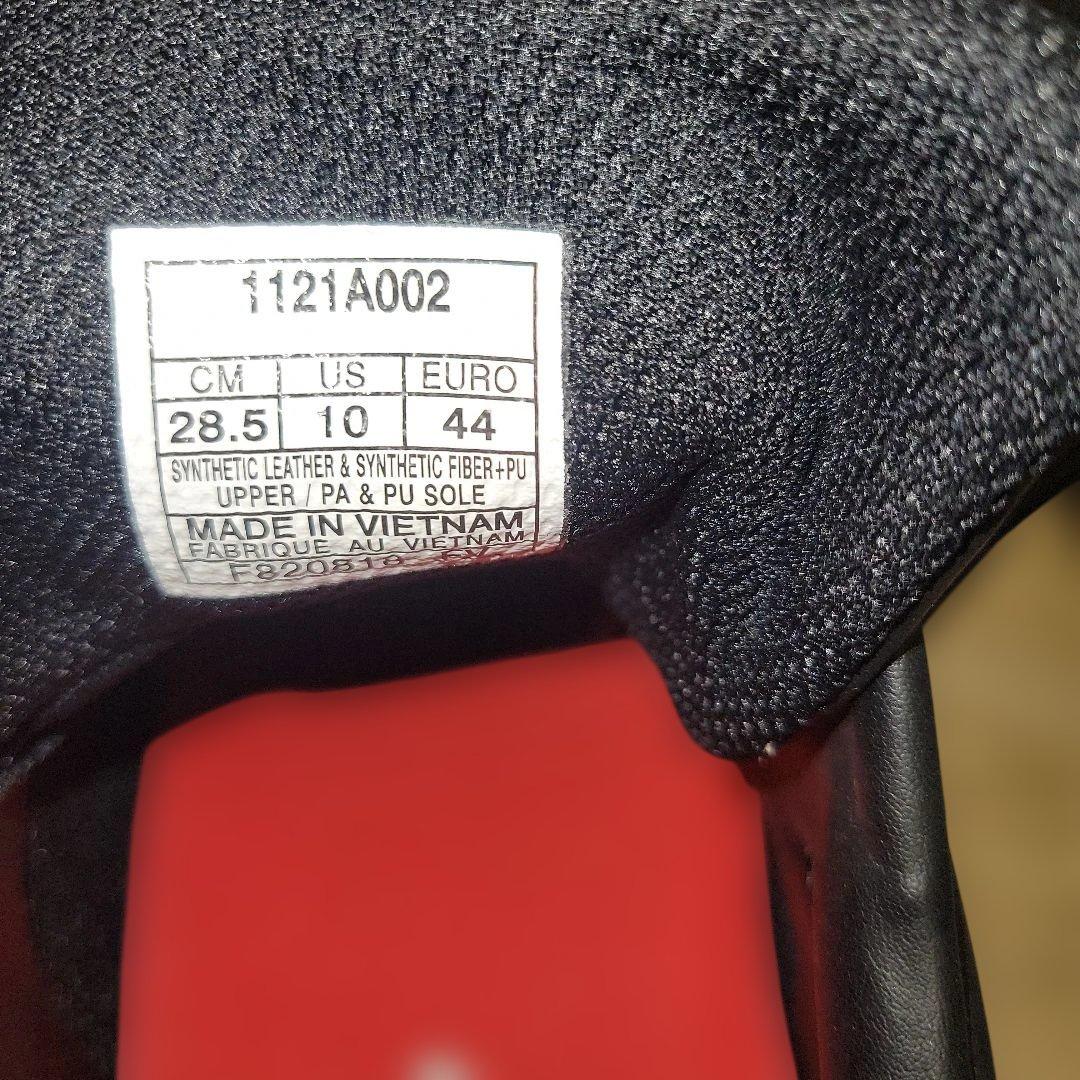 1121A002
CM US EURO
28.5 10 44
SYNTHETIC LEATHER & SYNTHETIC FIBER+PU
UPPER / PA & PU SOLE
MADE IN VIETNAM
FABRIQUE AU VIETNAM
F820818